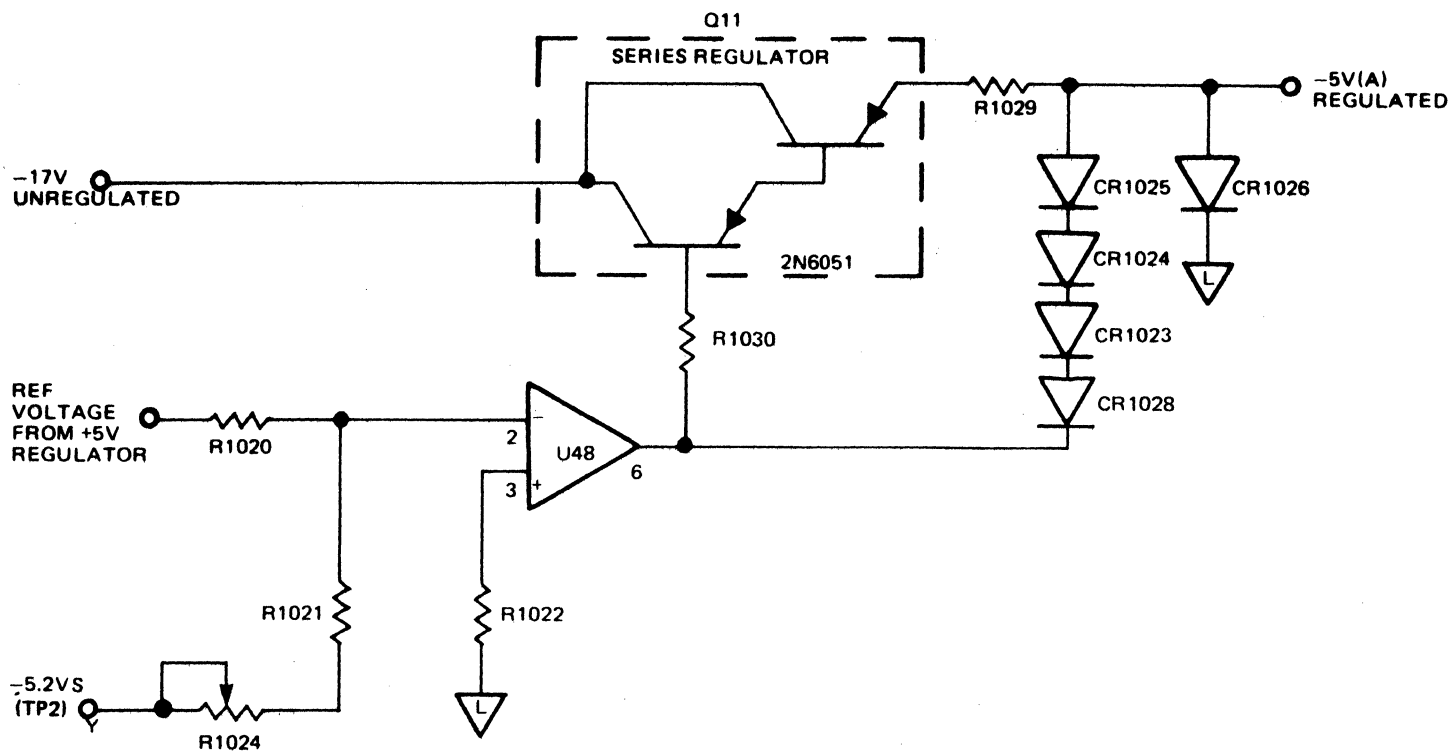 Q11
SERIES REGULATOR
−5V(A)
REGULATED
R1029
−17V
UNREGULATED
CR1025
CR1026
2N6051
CR1024
L
R1030
CR1023
REF
VOLTAGE
FROM +5V
REGULATOR
CR1028
R1020
−
2
U48
6
3
+
R1021
R1022
−5.2VS
(TP2)
Y
L
R1024